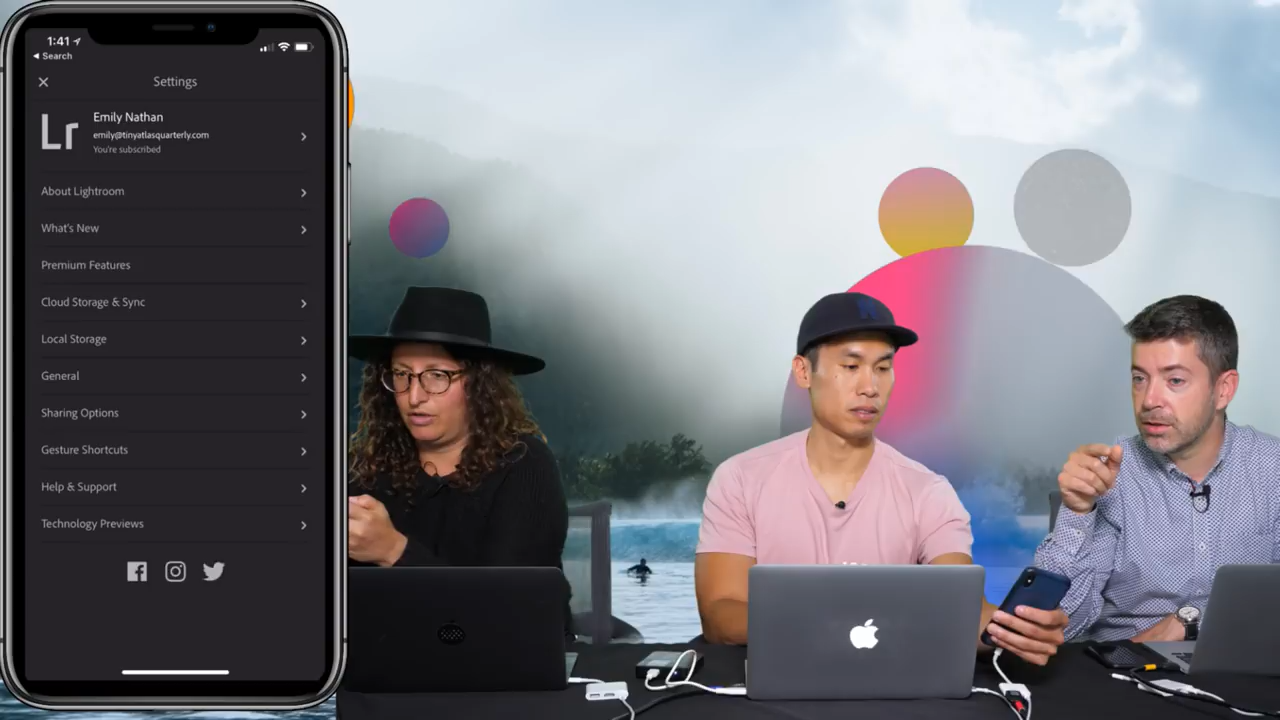 1:41
Search
Settings
Lr
Emily Nathan
emily@tinyatlasquarterly.com
You're subscribed
About Lightroom
What's New
Premium Features
Cloud Storage & Sync
Local Storage
General
Sharing Options
Gesture Shortcuts
Help & Support
Technology Previews